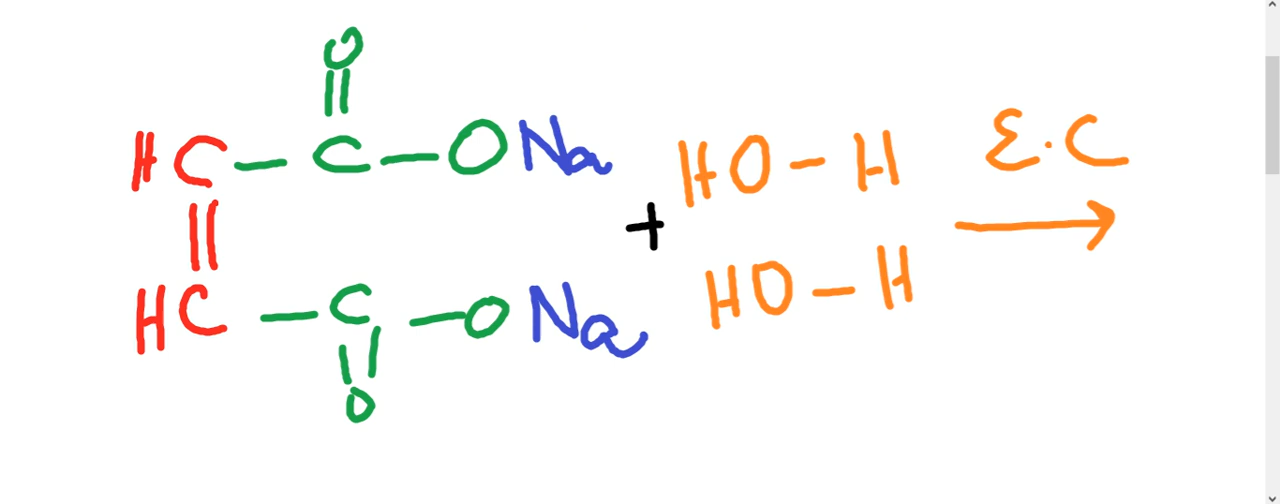 O
||
HC – C – ONa
||
+ HO – H
HO – H
E.C
→
HC – C – ONa
||
O